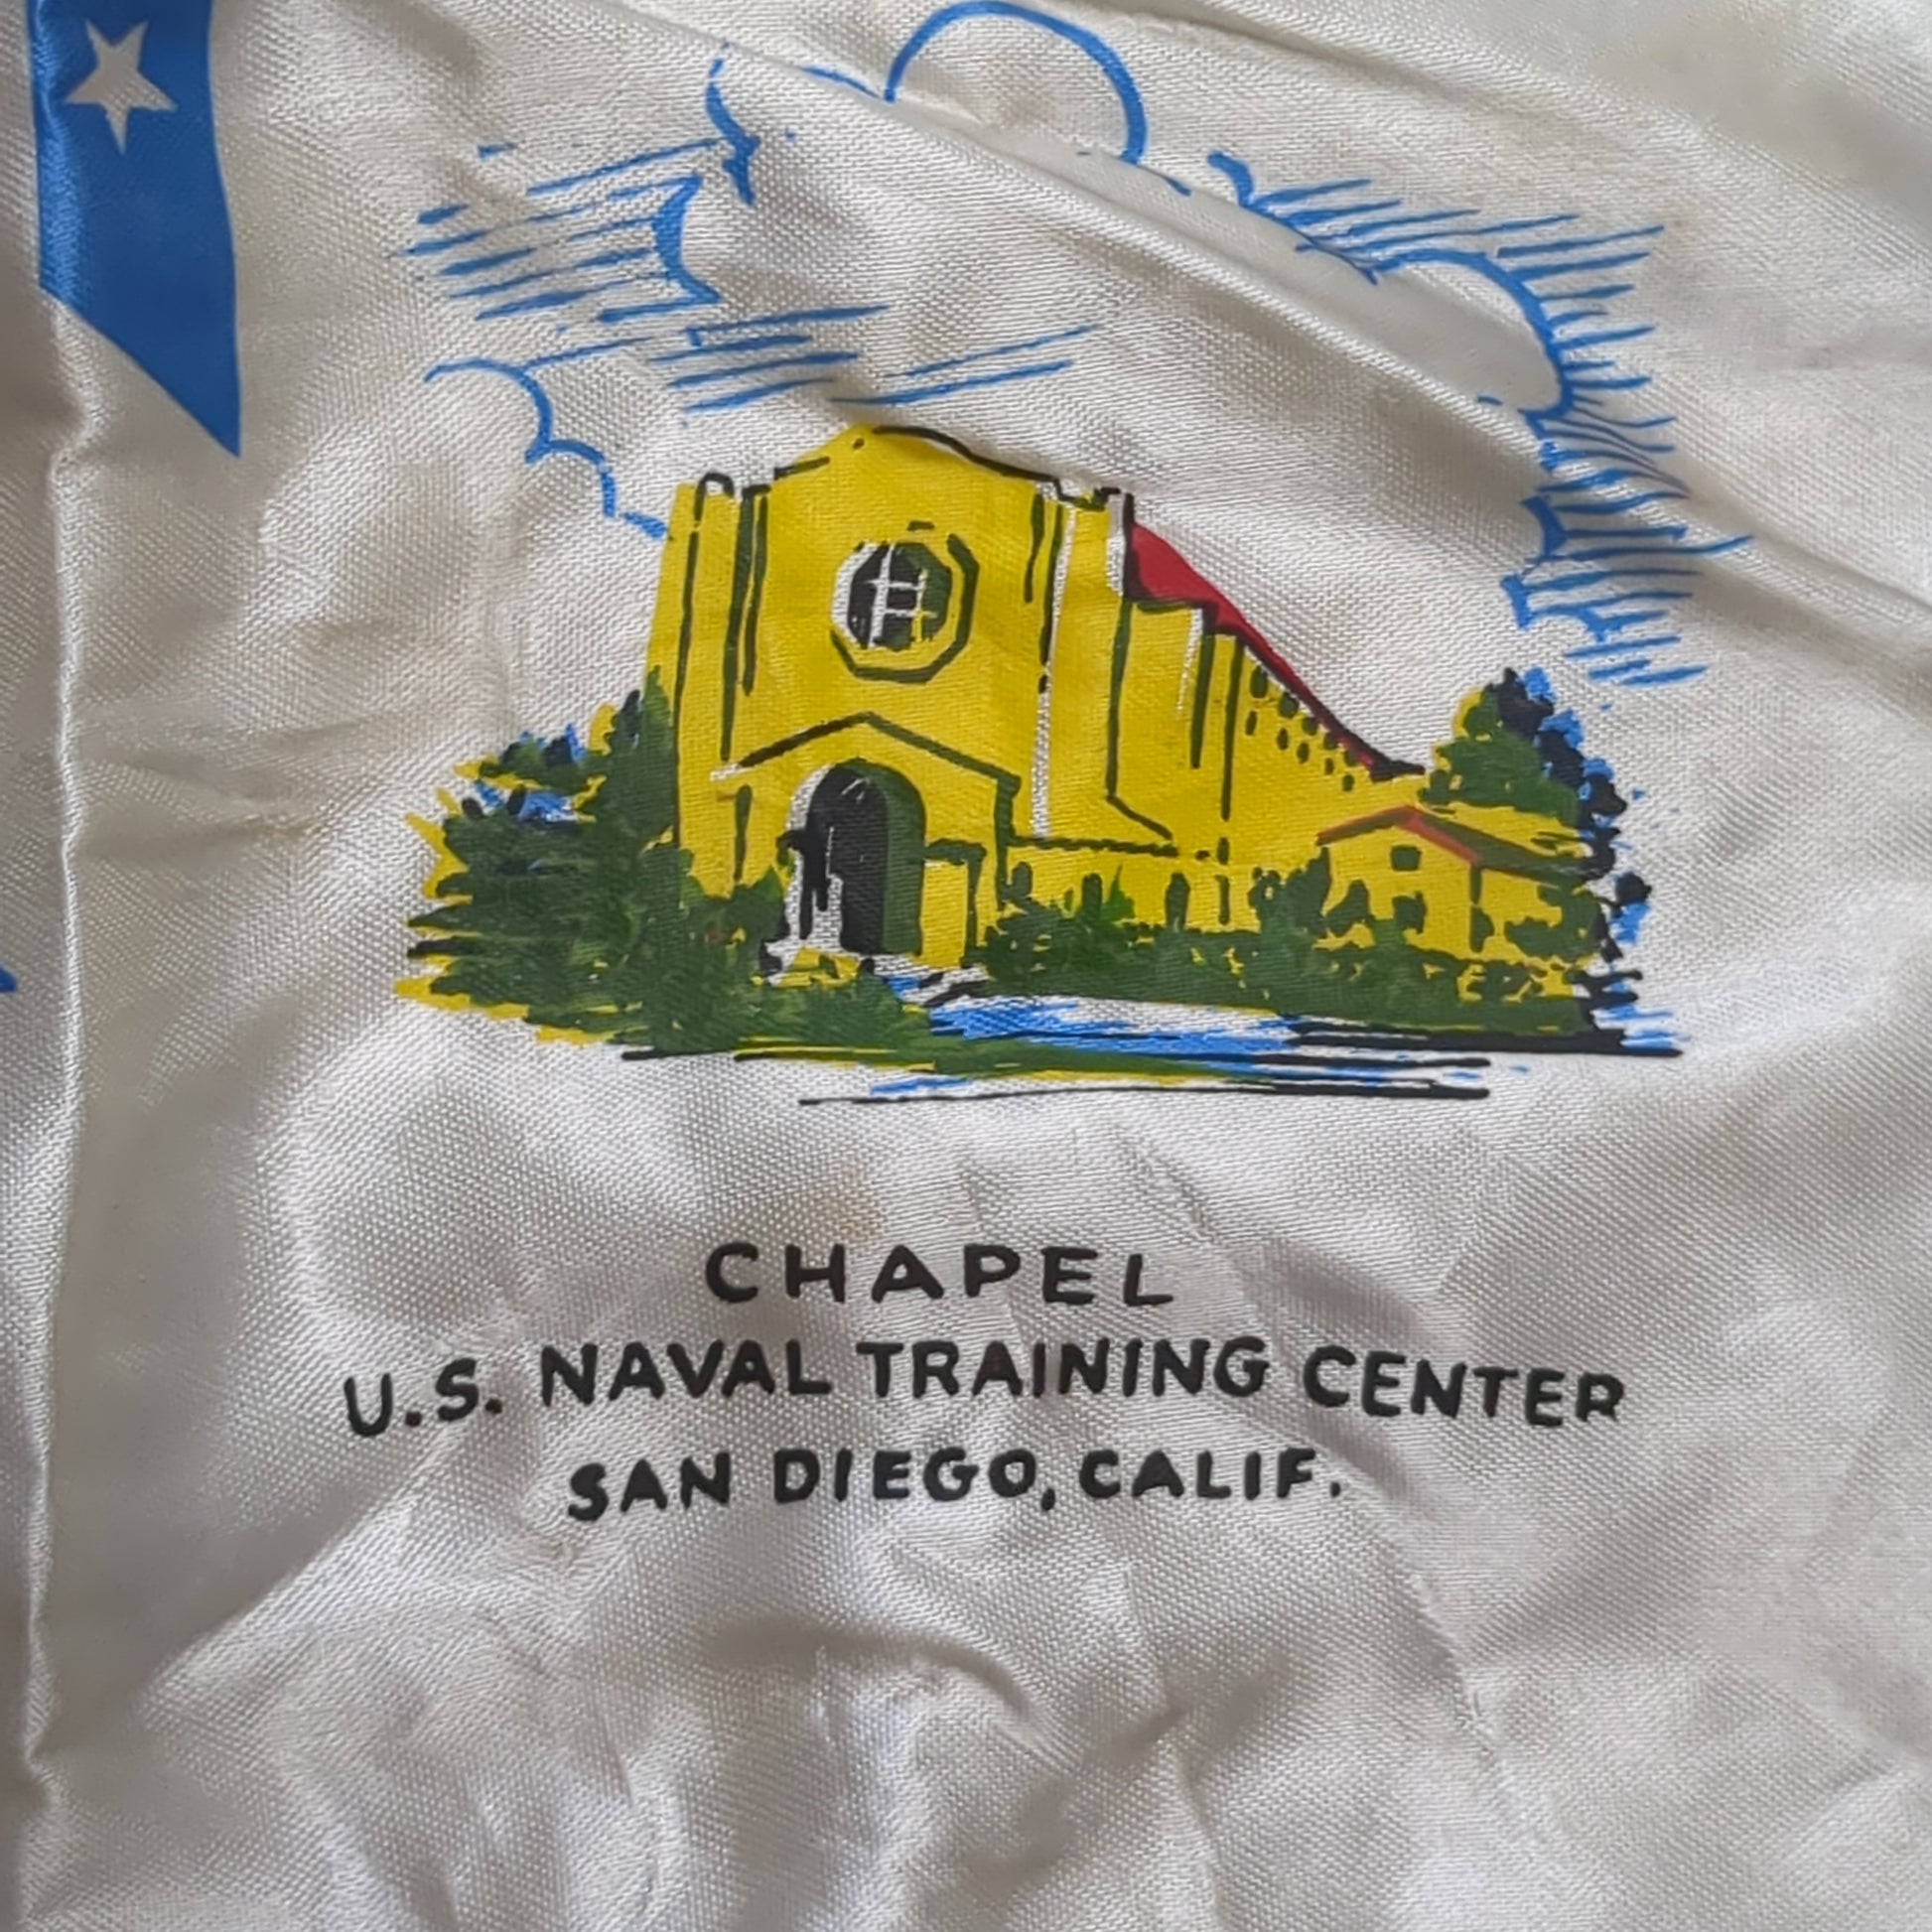 CHAPEL
U.S. NAVAL TRAINING CENTER
SAN DIEGO, CALIF.